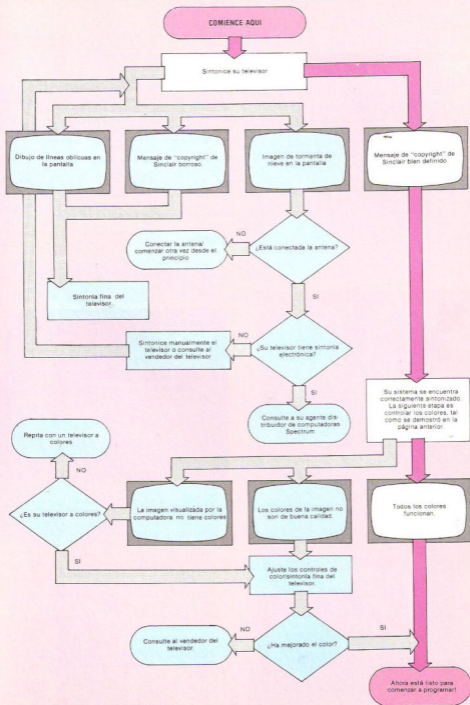 COMIENCE AQUI
Sintonice su televisor.
Dibujo de líneas oblicuas en
la pantalla
Mensaje de "copyright" de
Sinclair borroso
Imagen de tormenta de
nieve en la pantalla
Mensaje de "copyright" de
Sinclair bien definido
Conectar la antena/
comenzar otra vez desde el
principio
NO
¿Está conectada la antena?
SI
Sintonía fina del
televisor.
Sintonice manualmente el
televisor o consulte al
vendedor del televisor
NO
¿Su televisor tiene sintonía
electrónica?
SI
Consulte a su agente dis-
tribuidor de computadoras
Spectrum
Su sistema se encuentra
correctamente sintonizado.
La siguiente etapa es
controlar los colores, tal
como se demostró en la
página anterior.
Repita con un televisor a
colores
NO
¿Es su televisor a colores?
SI
La imagen visualizada por la
computadora no tiene colores
Los colores de la imagen no
son de buena calidad.
Todos los colores
funcionan.
Ajuste los controles de
color/sintonía fina del
televisor.
Consulte al vendedor del
televisor
NO
¿Ha mejorado el color?
SI
Ahora está listo para
comenzar a programar!